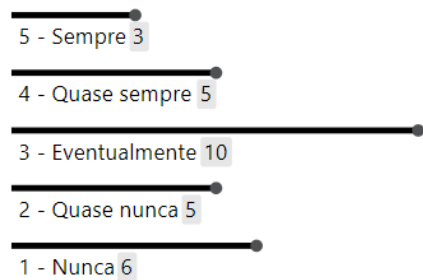 5 - Sempre 3
4 - Quase sempre 5
3 - Eventualmente 10
2 - Quase nunca 5
1 - Nunca 6